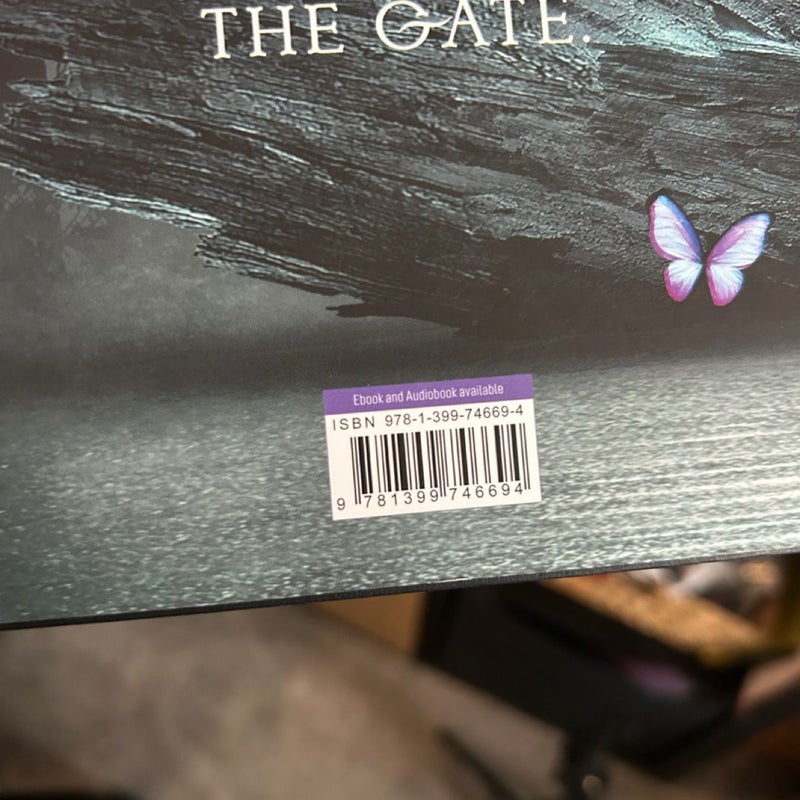 THE GATE.
Ebook and Audiobook available
ISBN 978-1-399-74669-4
9 781399 746694